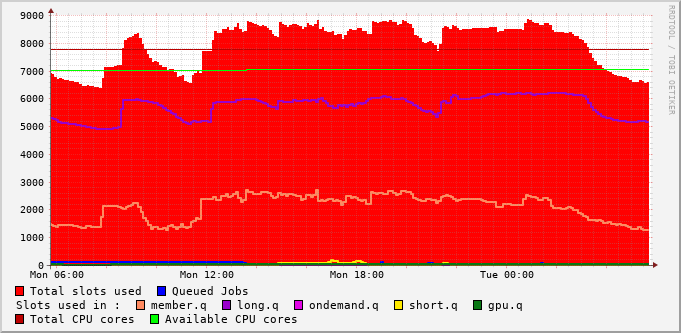 9000
8000
7000
6000
5000
4000
3000
2000
1000
0
Mon 06:00 Mon 12:00 Mon 18:00 Tue 00:00
Total slots used Queued Jobs
Slots used in : member.q long.q ondemand.q short.q gpu.q
Total CPU cores Available CPU cores
RRDTOOL / TOBI OETIKER